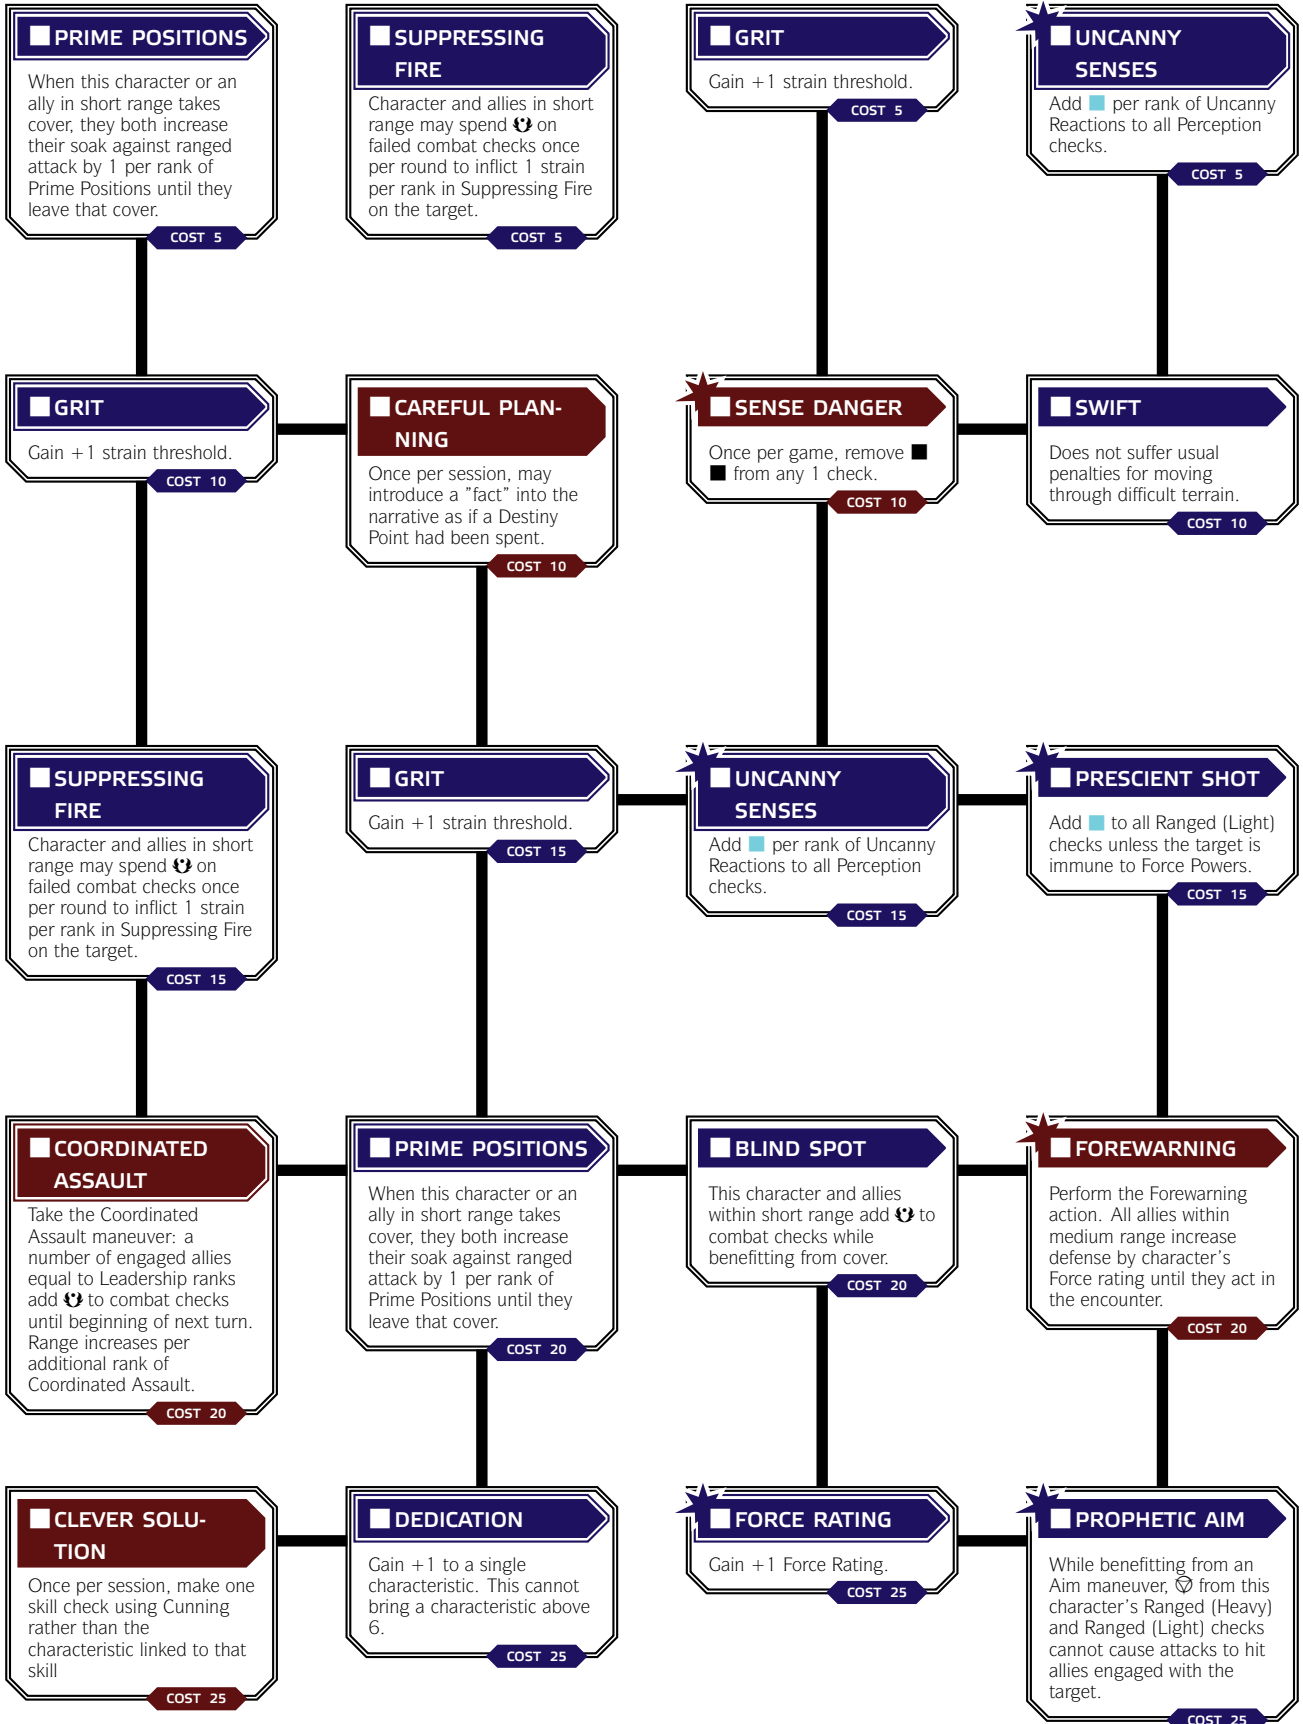 PRIME POSITIONS
When this character or an
ally in short range takes
cover, they both increase
their soak against ranged
attack by 1 per rank of
Prime Positions until they
leave that cover.
COST 5
SUPPRESSING
FIRE
Character and allies in short
range may spend on
failed combat checks once
per round to inflict 1 strain
per rank in Suppressing Fire
on the target.
COST 5
GRIT
Gain +1 strain threshold.
COST 5
UNCANNY
SENSES
Add per rank of Uncanny
Reactions to all Perception
checks.
COST 5
GRIT
Gain +1 strain threshold.
COST 10
CAREFUL PLAN-
NING
Once per session, may
introduce a ”fact” into the
narrative as if a Destiny
Point had been spent.
COST 10
SENSE DANGER
Once per game, remove
from any 1 check.
COST 10
SWIFT
Does not suffer usual
penalties for moving
through difficult terrain.
COST 10
SUPPRESSING
FIRE
Character and allies in short
range may spend on
failed combat checks once
per round to inflict 1 strain
per rank in Suppressing Fire
on the target.
COST 15
GRIT
Gain +1 strain threshold.
COST 15
UNCANNY
SENSES
Add per rank of Uncanny
Reactions to all Perception
checks.
COST 15
PRESCIENT SHOT
Add to all Ranged (Light)
checks unless the target is
immune to Force Powers.
COST 15
COORDINATED
ASSAULT
Take the Coordinated
Assault maneuver: a
number of engaged allies
equal to Leadership ranks
add to combat checks
until beginning of next turn.
Range increases per
additional rank of
Coordinated Assault.
COST 20
PRIME POSITIONS
When this character or an
ally in short range takes
cover, they both increase
their soak against ranged
attack by 1 per rank of
Prime Positions until they
leave that cover.
COST 20
BLIND SPOT
This character and allies
within short range add to
combat checks while
benefitting from cover.
COST 20
FOREWARNING
Perform the Forewarning
action. All allies within
medium range increase
defense by character's
Force rating until they act in
the encounter.
COST 20
CLEVER SOLU-
TION
Once per session, make one
skill check using Cunning
rather than the
characteristic linked to that
skill
COST 25
DEDICATION
Gain +1 to a single
characteristic. This cannot
bring a characteristic above
6.
COST 25
FORCE RATING
Gain +1 Force Rating.
COST 25
PROPHETIC AIM
While benefitting from an
Aim maneuver, from this
character's Ranged (Heavy)
and Ranged (Light) checks
cannot cause attacks to hit
allies engaged with the
target.
COST 25